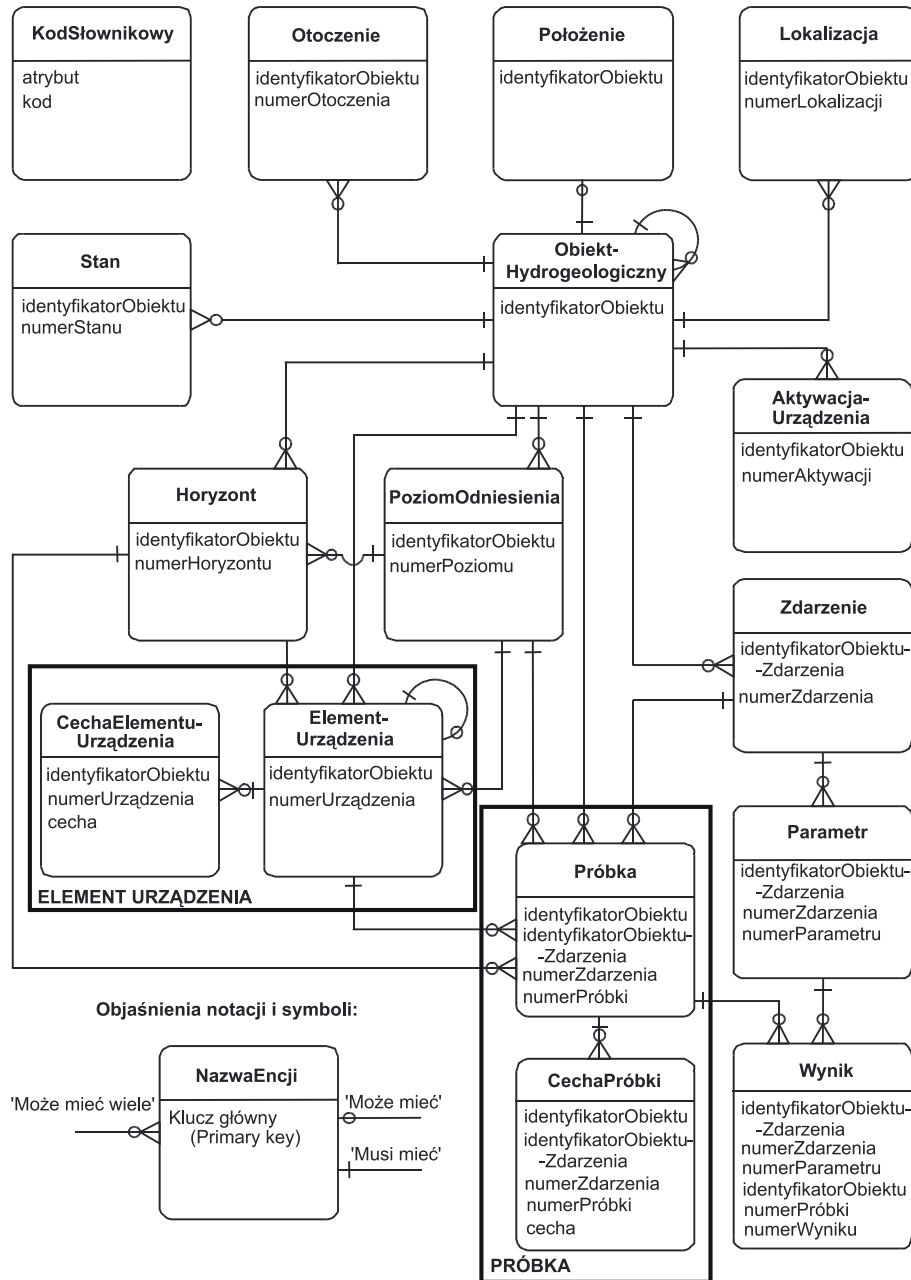 KodSłownikowy
atrybut
kod
Otoczenie
identyfikatorObiektu
numerOtoczenia
Położenie
identyfikatorObiektu
Lokalizacja
identyfikatorObiektu
numerLokalizacji
Stan
identyfikatorObiektu
numerStanu
Obiekt-
Hydrogeologiczny
identyfikatorObiektu
Aktywacja-
Urządzenia
identyfikatorObiektu
numerAktywacji
Horyzont
identyfikatorObiektu
numerHoryzontu
PoziomOdniesienia
identyfikatorObiektu
numerPoziomu
Zdarzenie
identyfikatorObiektu-
-Zdarzenia
numerZdarzenia
CechaElementu-
Urządzenia
identyfikatorObiektu
numerUrządzenia
cecha
Element-
Urządzenia
identyfikatorObiektu
numerUrządzenia
ELEMENT URZĄDZENIA
Próbka
identyfikatorObiektu
identyfikatorObiektu-
-Zdarzenia
numerZdarzenia
numerPróbki
Parametr
identyfikatorObiektu-
-Zdarzenia
numerZdarzenia
numerParametru
CechaPróbki
identyfikatorObiektu
identyfikatorObiektu-
-Zdarzenia
numerZdarzenia
numerPróbki
cecha
PRÓBKA
Wynik
identyfikatorObiektu-
-Zdarzenia
numerZdarzenia
numerParametru
identyfikatorObiektu
numerPróbki
numerWyniku
Objaśnienia notacji i symboli:
NazwaEncji
Klucz główny
(Primary key)
'Może mieć wiele'
'Może mieć'
'Musi mieć'